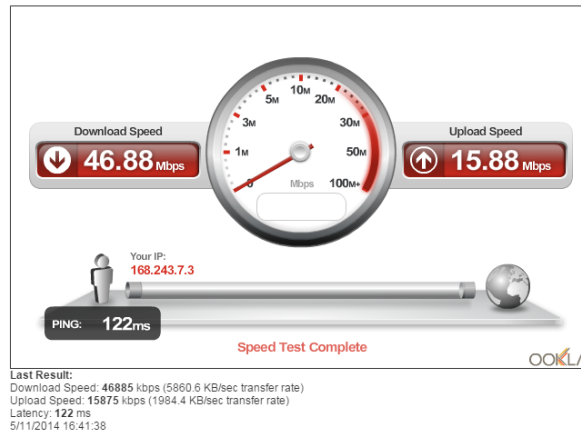 10M
5M
20M
3M
30M
1M
50M
0
Mbps
100M+
Download Speed
46.88 Mbps
Upload Speed
15.88 Mbps
Your IP:
168.243.7.3
PING: 122ms
Speed Test Complete
OOKLA
Last Result:
Download Speed: 46885 kbps (5860.6 KB/sec transfer rate)
Upload Speed: 15875 kbps (1984.4 KB/sec transfer rate)
Latency: 122 ms
5/11/2014 16:41:38